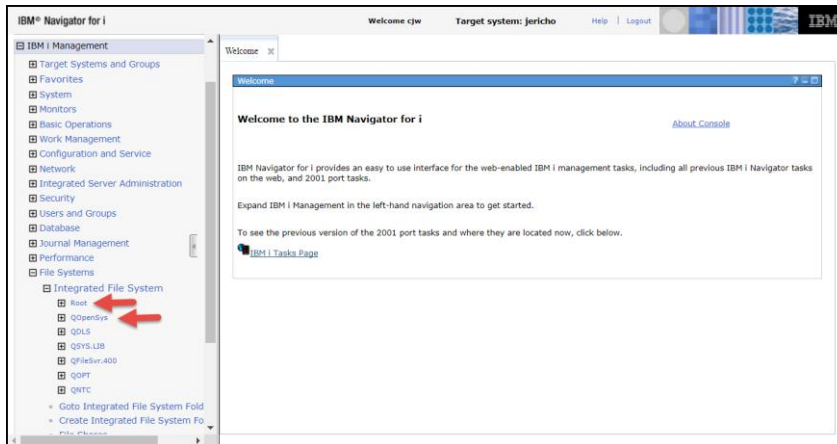 IBM® Navigator for i
Welcome cjw
Target system: jericho
Help | Logout
IBM
IBM i Management
Target Systems and Groups
Favorites
System
Monitors
Basic Operations
Work Management
Configuration and Service
Network
Integrated Server Administration
Security
Users and Groups
Database
Journal Management
Performance
File Systems
Integrated File System
Root
QOpenSys
QDLS
QSYS.LIB
QFileSvr.400
QOPT
QNTC
Goto Integrated File System Fold
Create Integrated File System Fo
File Shares
Welcome
Welcome
Welcome to the IBM Navigator for i
About Console
IBM Navigator for i provides an easy to use interface for the web-enabled IBM i management tasks, including all previous IBM i Navigator tasks
on the web, and 2001 port tasks.
Expand IBM i Management in the left-hand navigation area to get started.
To see the previous version of the 2001 port tasks and where they are located now, click below.
IBM i Tasks Page